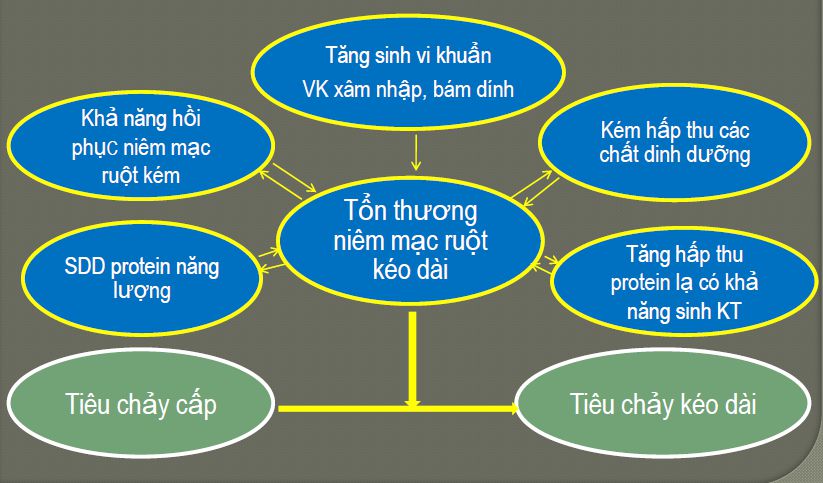 Tăng sinh vi khuẩn
VK xâm nhập, bám dính
Khả năng hồi
phục niêm mạc
ruột kém
Kém hấp thu các
chất dinh dưỡng
Tổn thương
niêm mạc ruột
kéo dài
SDD protein năng
lượng
Tăng hấp thu
protein lạ có khả
năng sinh KT
Tiêu chảy cấp
Tiêu chảy kéo dài